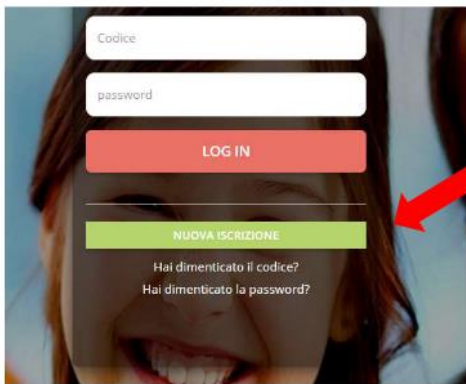 Codice
password
LOG IN
NUOVA ISCRIZIONE
Hai dimenticato il codice?
Hai dimenticato la password?